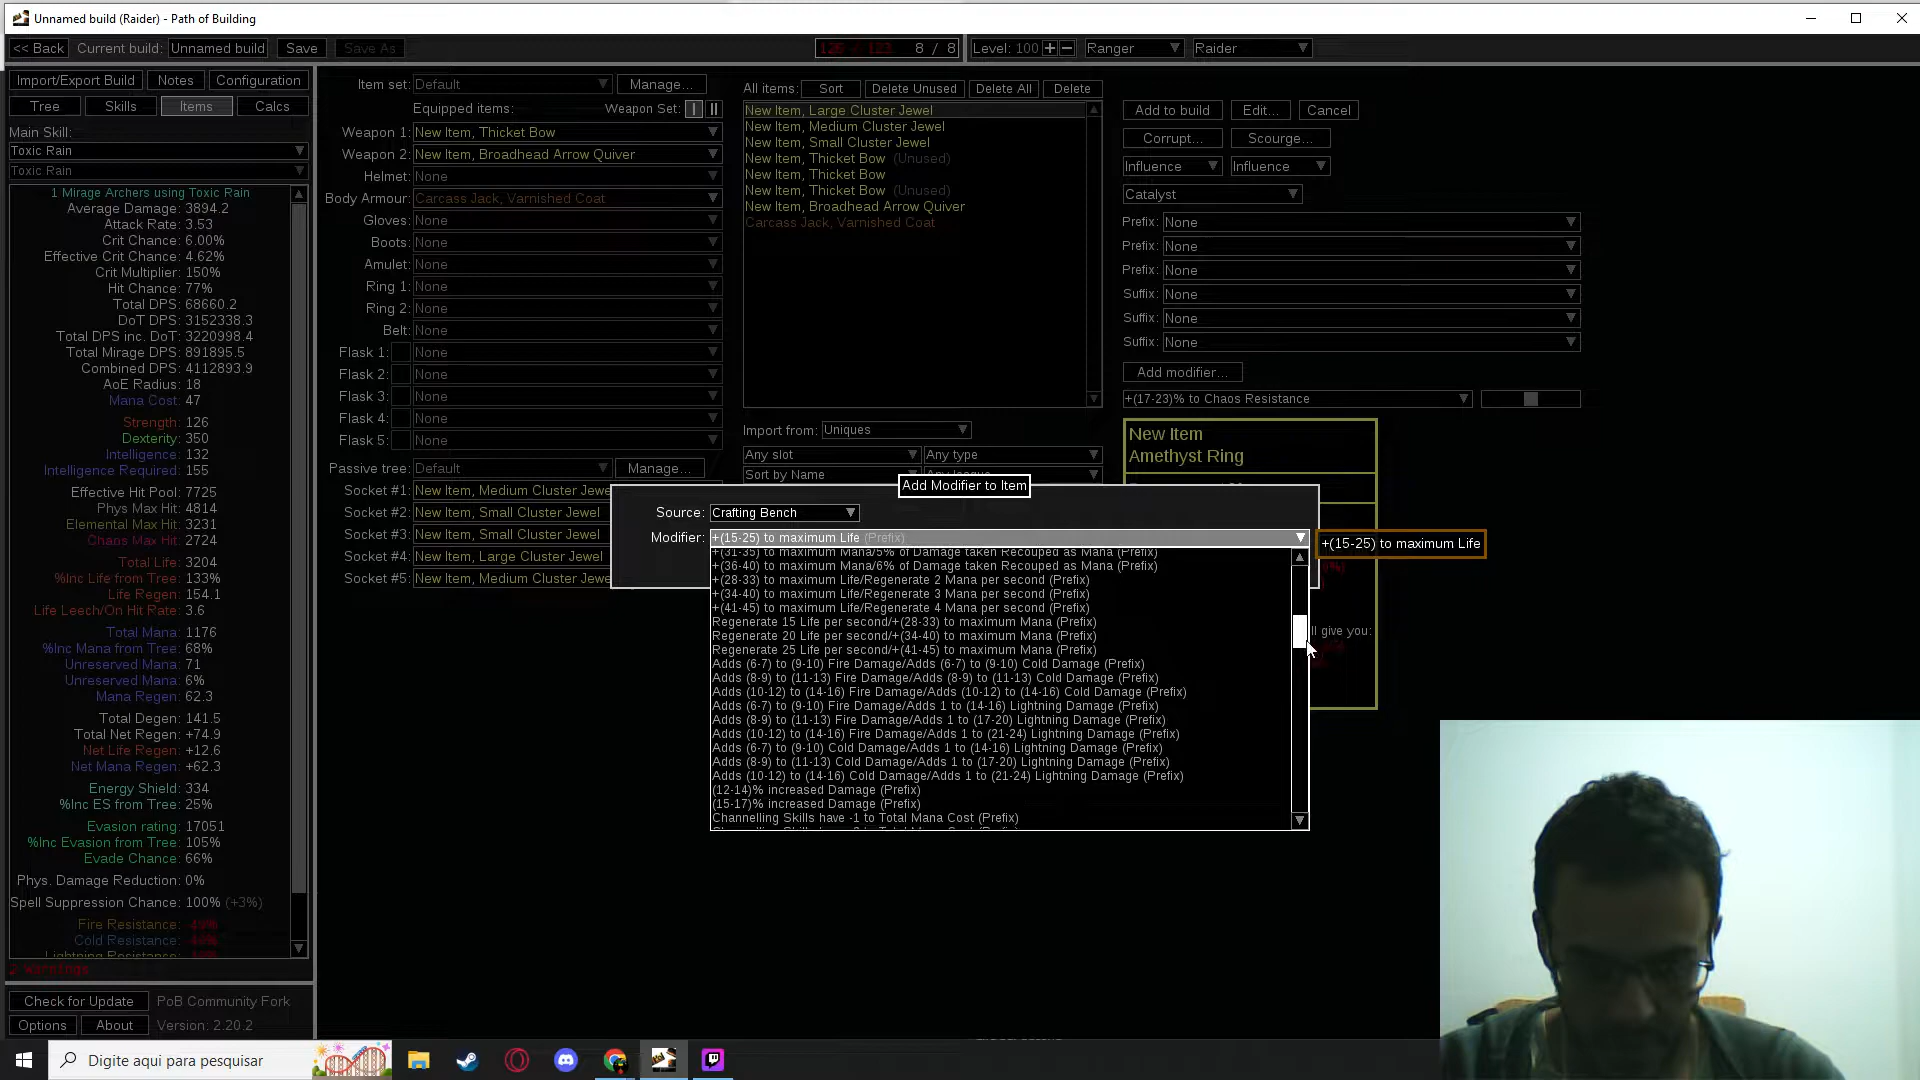 Unnamed build (Raider) - Path of Building
<< Back Current build: Unnamed build Save Save As 8 / 8 Level: 100 + − Ranger Raider
Import/Export Build Notes Configuration
Tree Skills Items Calcs
Main Skill:
Toxic Rain
Toxic Rain
1 Mirage Archers using Toxic Rain
Average Damage: 3894.2
Attack Rate: 3.53
Crit Chance: 6.00%
Effective Crit Chance: 4.62%
Crit Multiplier: 150%
Hit Chance: 77%
Total DPS: 68660.2
DoT DPS: 3152338.3
Total DPS inc. DoT: 3220998.4
Total Mirage DPS: 891895.5
Combined DPS: 4112893.9
AoE Radius: 18
Mana Cost: 47
Strength: 126
Dexterity: 350
Intelligence: 132
Intelligence Required: 155
Effective Hit Pool: 7725
Phys Max Hit: 4814
Elemental Max Hit: 3231
Chaos Max Hit: 2724
Total Life: 3204
%Inc Life from Tree: 133%
Life Regen: 154.1
Life Leech/On Hit Rate: 3.6
Total Mana: 1176
%Inc Mana from Tree: 68%
Unreserved Mana: 71
Unreserved Mana: 6%
Mana Regen: 62.3
Total Degen: 141.5
Total Net Regen: +74.9
Net Life Regen: +12.6
Net Mana Regen: +62.3
Energy Shield: 334
%Inc ES from Tree: 25%
Evasion rating: 17051
%Inc Evasion from Tree: 105%
Evade Chance: 66%
Phys. Damage Reduction: 0%
Spell Suppression Chance: 100% (+3%)
Fire Resistance:
Cold Resistance:
Lightning Resistance:
2 Warnings
Check for Update PoB Community Fork
Options About Version: 2.20.2
Item set: Default Manage...
Equipped items: Weapon Set: I II
Weapon 1: New Item, Thicket Bow
Weapon 2: New Item, Broadhead Arrow Quiver
Helmet: None
Body Armour: Carcass Jack, Varnished Coat
Gloves: None
Boots: None
Amulet: None
Ring 1: None
Ring 2: None
Belt: None
Flask 1: None
Flask 2: None
Flask 3: None
Flask 4: None
Flask 5: None
Passive tree: Default Manage...
Socket #1: New Item, Medium Cluster Jewe
Socket #2: New Item, Small Cluster Jewel
Socket #3: New Item, Small Cluster Jewel
Socket #4: New Item, Large Cluster Jewel
Socket #5: New Item, Medium Cluster Jewe
All items: Sort Delete Unused Delete All Delete
New Item, Large Cluster Jewel
New Item, Medium Cluster Jewel
New Item, Small Cluster Jewel
New Item, Thicket Bow (Unused)
New Item, Thicket Bow
New Item, Thicket Bow (Unused)
New Item, Broadhead Arrow Quiver
Carcass Jack, Varnished Coat
Import from: Uniques
Any slot Any type
Sort by Name Any league
Add to build Edit... Cancel
Corrupt... Scourge...
Influence Influence
Catalyst
Prefix: None
Prefix: None
Prefix: None
Suffix: None
Suffix: None
Suffix: None
Add modifier...
+(17-23)% to Chaos Resistance
New Item
Amethyst Ring
ll give you:
Add Modifier to Item
Source: Crafting Bench
Modifier: +(15-25) to maximum Life (Prefix)
+(15-25) to maximum Life
+(31-35) to maximum Mana/5% of Damage taken Recouped as Mana (Prefix)
+(36-40) to maximum Mana/6% of Damage taken Recouped as Mana (Prefix)
+(28-33) to maximum Life/Regenerate 2 Mana per second (Prefix)
+(34-40) to maximum Life/Regenerate 3 Mana per second (Prefix)
+(41-45) to maximum Life/Regenerate 4 Mana per second (Prefix)
Regenerate 15 Life per second/+(28-33) to maximum Mana (Prefix)
Regenerate 20 Life per second/+(34-40) to maximum Mana (Prefix)
Regenerate 25 Life per second/+(41-45) to maximum Mana (Prefix)
Adds (6-7) to (9-10) Fire Damage/Adds (6-7) to (9-10) Cold Damage (Prefix)
Adds (8-9) to (11-13) Fire Damage/Adds (8-9) to (11-13) Cold Damage (Prefix)
Adds (10-12) to (14-16) Fire Damage/Adds (10-12) to (14-16) Cold Damage (Prefix)
Adds (6-7) to (9-10) Fire Damage/Adds 1 to (14-16) Lightning Damage (Prefix)
Adds (8-9) to (11-13) Fire Damage/Adds 1 to (17-20) Lightning Damage (Prefix)
Adds (10-12) to (14-16) Fire Damage/Adds 1 to (21-24) Lightning Damage (Prefix)
Adds (6-7) to (9-10) Cold Damage/Adds 1 to (14-16) Lightning Damage (Prefix)
Adds (8-9) to (11-13) Cold Damage/Adds 1 to (17-20) Lightning Damage (Prefix)
Adds (10-12) to (14-16) Cold Damage/Adds 1 to (21-24) Lightning Damage (Prefix)
(12-14)% increased Damage (Prefix)
(15-17)% increased Damage (Prefix)
Channelling Skills have -1 to Total Mana Cost (Prefix)
Digite aqui para pesquisar